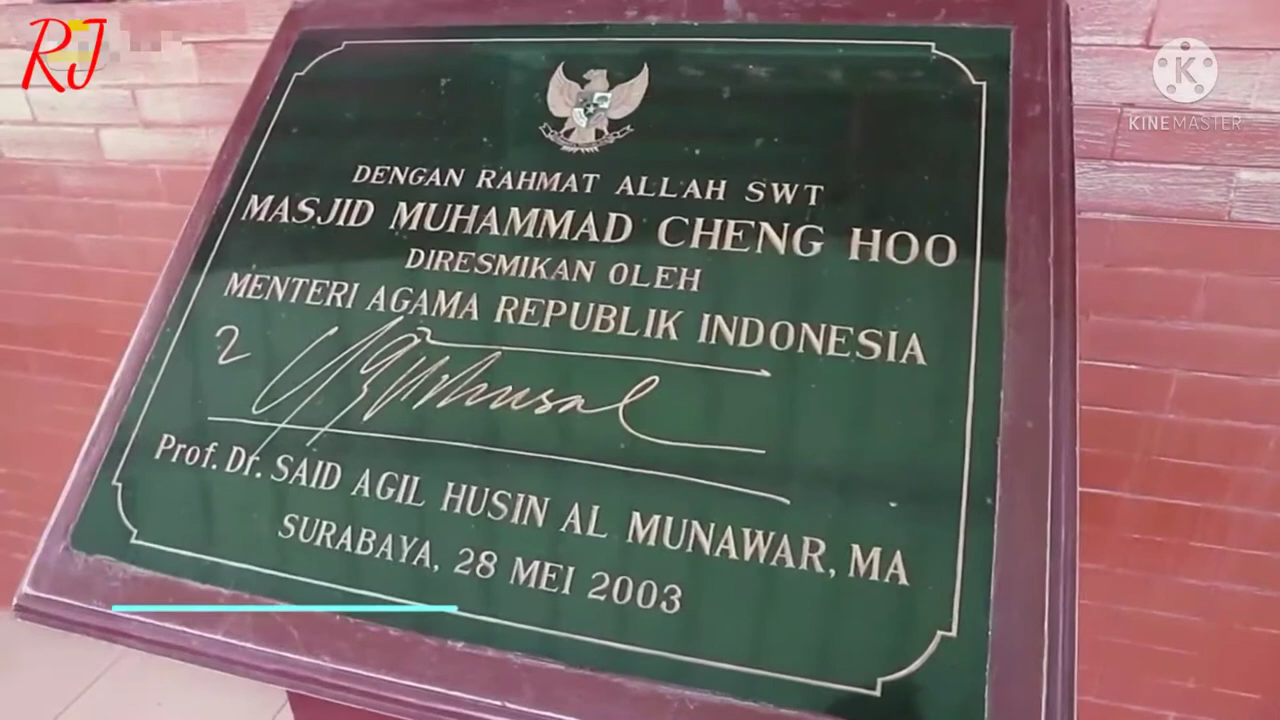 RJ
K
KINEMASTER
DENGAN RAHMAT ALLAH SWT
MASJID MUHAMMAD CHENG HOO
DIRESMIKAN OLEH
MENTERI AGAMA REPUBLIK INDONESIA
Prof. Dr. SAID AGIL HUSIN AL MUNAWAR, MA
SURABAYA, 28 MEI 2003